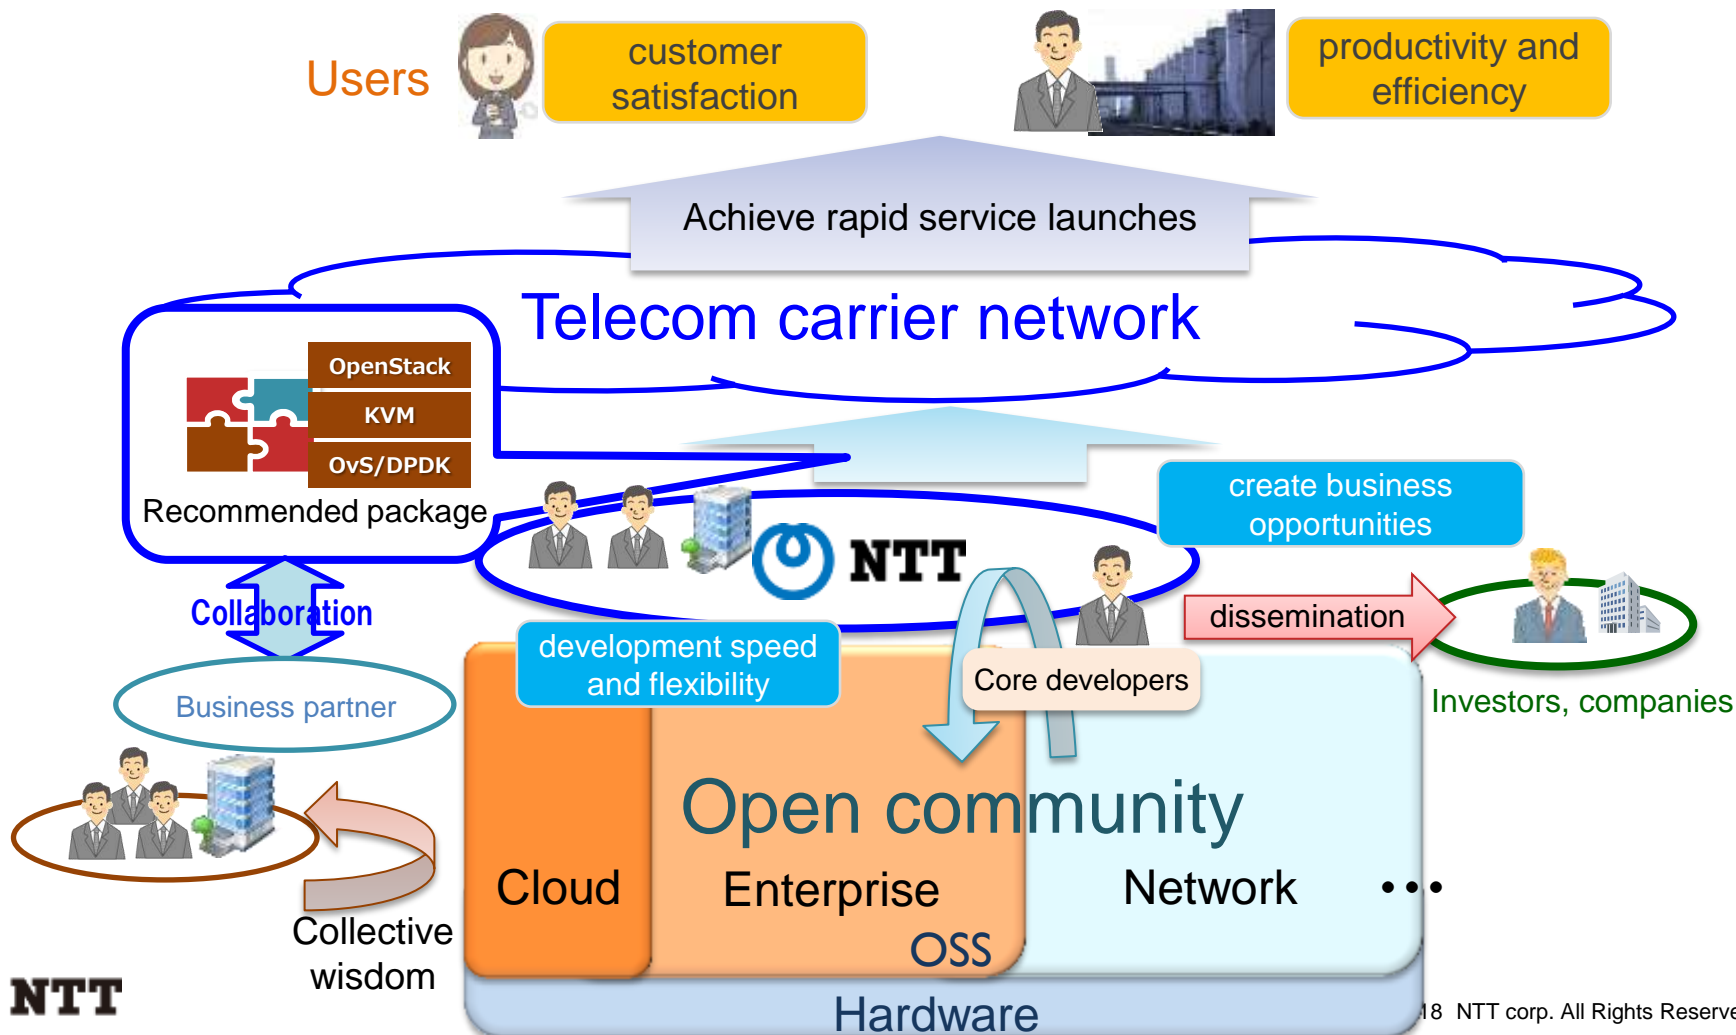 Users
customer
satisfaction
productivity and
efficiency
Achieve rapid service launches
Telecom carrier network
OpenStack
KVM
OvS/DPDK
Recommended package
create business
opportunities
NTT
Collaboration
dissemination
development speed
and flexibility
Core developers
Business partner
Investors, companies
Open community
Cloud
Enterprise
Network
•••
OSS
Collective
wisdom
Hardware
NTT
18 NTT corp. All Rights Reserve